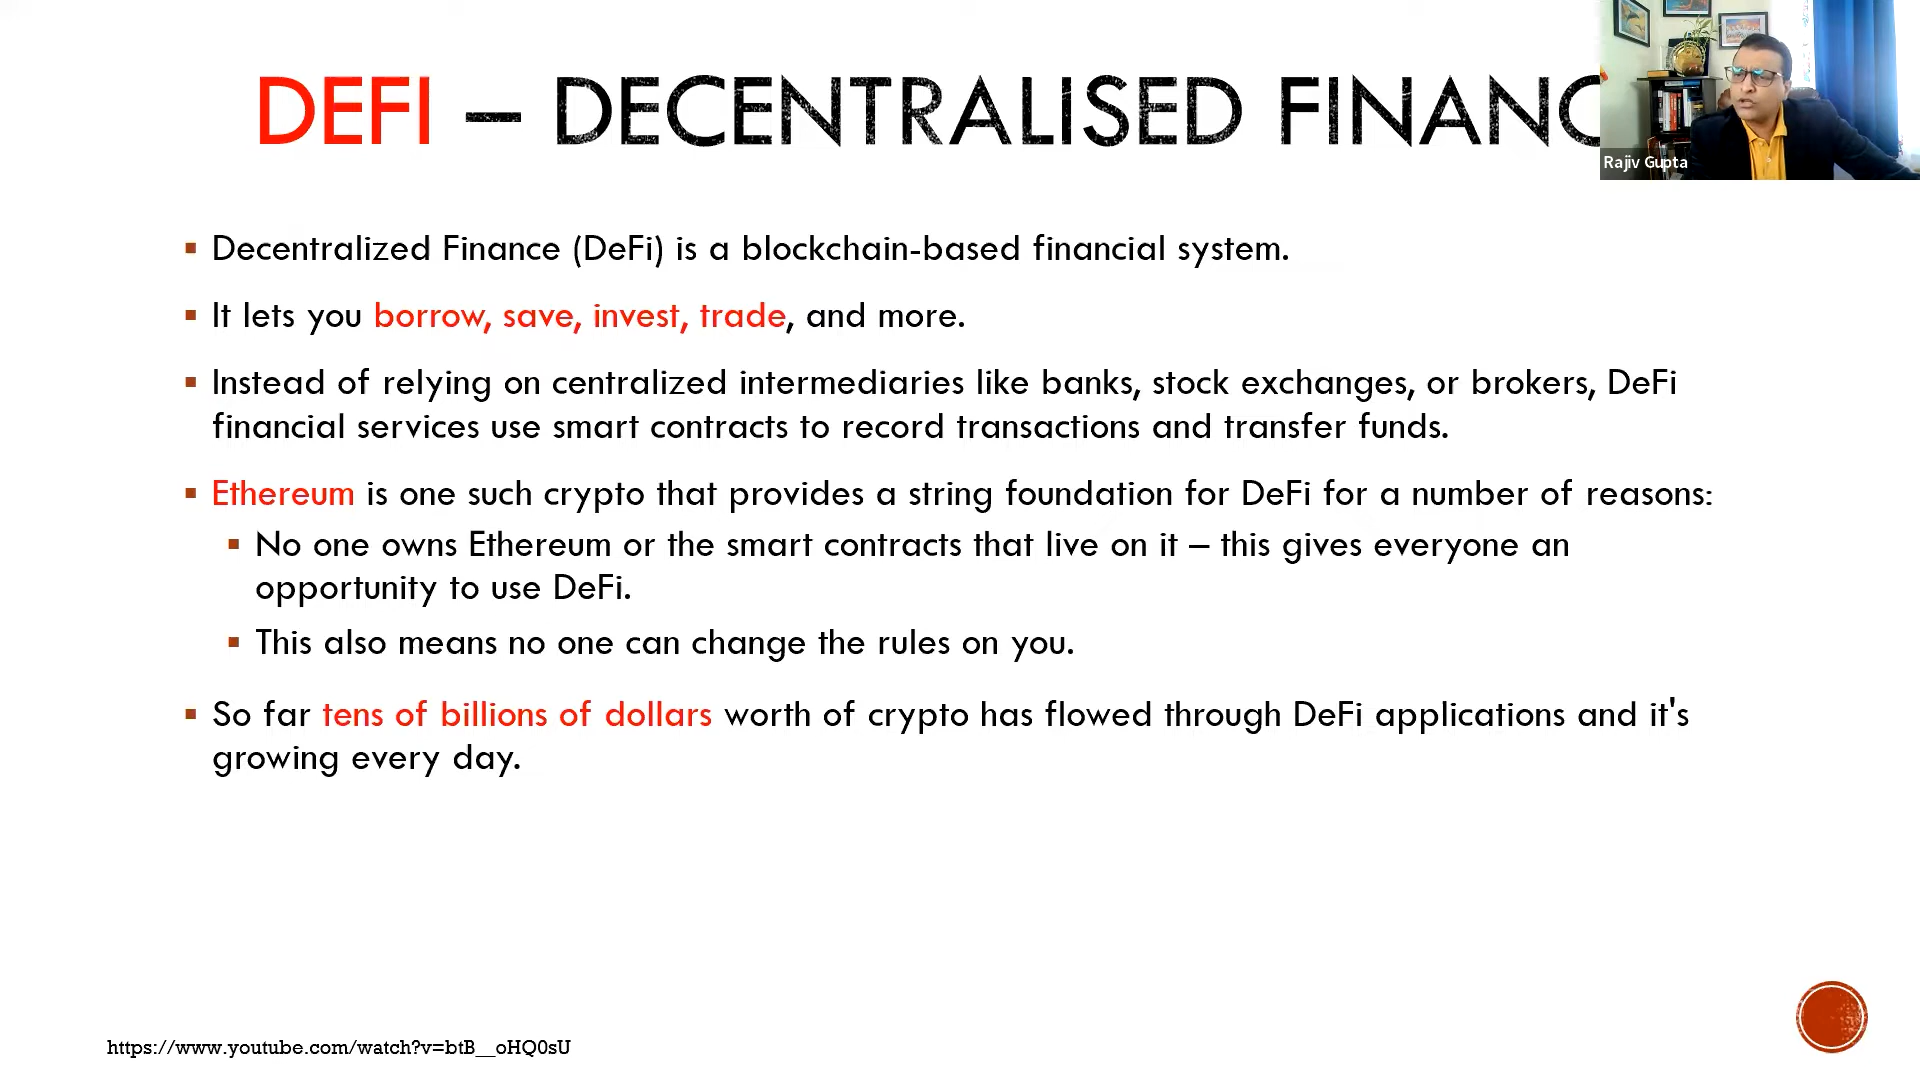 DEFI – DECENTRALISED FINANC
Rajiv Gupta
▪ Decentralized Finance (DeFi) is a blockchain-based financial system.
▪ It lets you borrow, save, invest, trade, and more.
▪ Instead of relying on centralized intermediaries like banks, stock exchanges, or brokers, DeFi
financial services use smart contracts to record transactions and transfer funds.
▪ Ethereum is one such crypto that provides a string foundation for DeFi for a number of reasons:
▪ No one owns Ethereum or the smart contracts that live on it – this gives everyone an
opportunity to use DeFi.
▪ This also means no one can change the rules on you.
▪ So far tens of billions of dollars worth of crypto has flowed through DeFi applications and it's
growing every day.
https://www.youtube.com/watch?v=btB__oHQ0sU